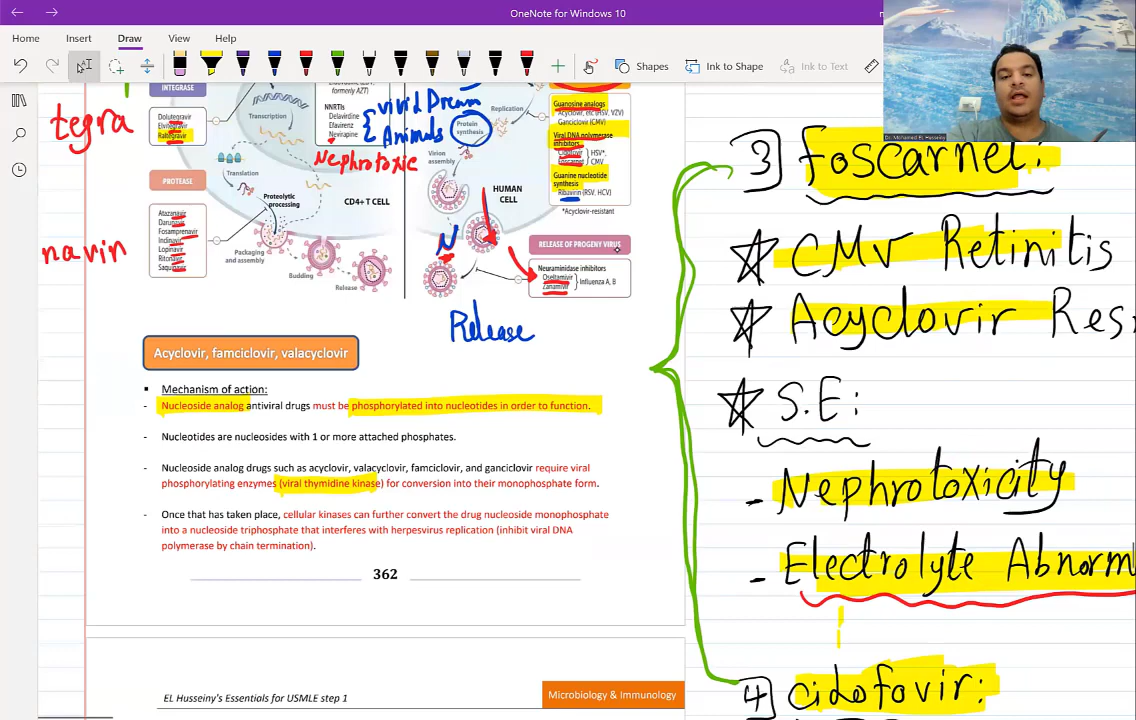 OneNote for Windows 10
Home Insert Draw View Help
Shapes Ink to Shape Ink to Text
INTEGRASE
Dolutegravir
Elvitegravir
Raltegravir
tegra
Transcription
formerly AZT)
NNRTIs
Delavirdine
Efavirenz
Nevirapine
viral Dream
Animals
Nephrotoxic
Replication
Protein
synthesis
Virion
assembly
Guanosine analogs
Acyclovir, etc (HSV, VZV)
Ganciclovir (CMV)
Viral DNA polymerase
inhibitors
Cidofovir
Foscarnet
HSV*
CMV
Guanine nucleotide
synthesis
Ribavirin (RSV, HCV)
*Acyclovir-resistant
Translation
PROTEASE
Atazanavir
Darunavir
Fosamprenavir
Indinavir
Lopinavir
Ritonavir
Saquinavir
navin
Proteolytic
processing
CD4+ T CELL
HUMAN
CELL
Packaging
and assembly
Budding
Release
N
RELEASE OF PROGENY VIRUS
Neuraminidase inhibitors
Oseltamivir
Zanamivir
Influenza A, B
Release
Acyclovir, famciclovir, valacyclovir
▪ Mechanism of action:
- Nucleoside analog antiviral drugs must be phosphorylated into nucleotides in order to function.
- Nucleotides are nucleosides with 1 or more attached phosphates.
- Nucleoside analog drugs such as acyclovir, valacyclovir, famciclovir, and ganciclovir require viral
phosphorylating enzymes (viral thymidine kinase) for conversion into their monophosphate form.
- Once that has taken place, cellular kinases can further convert the drug nucleoside monophosphate
into a nucleoside triphosphate that interferes with herpesvirus replication (inhibit viral DNA
polymerase by chain termination).
362
EL Husseiny's Essentials for USMLE step 1
Microbiology & Immunology
Dr. Mohamed EL Husseiny
3] Foscarnet:
CMV Retinitis
Acyclovir Res
S.E:
- Nephrotoxicity
- Electrolyte Abnorm
4] Cidofovir: